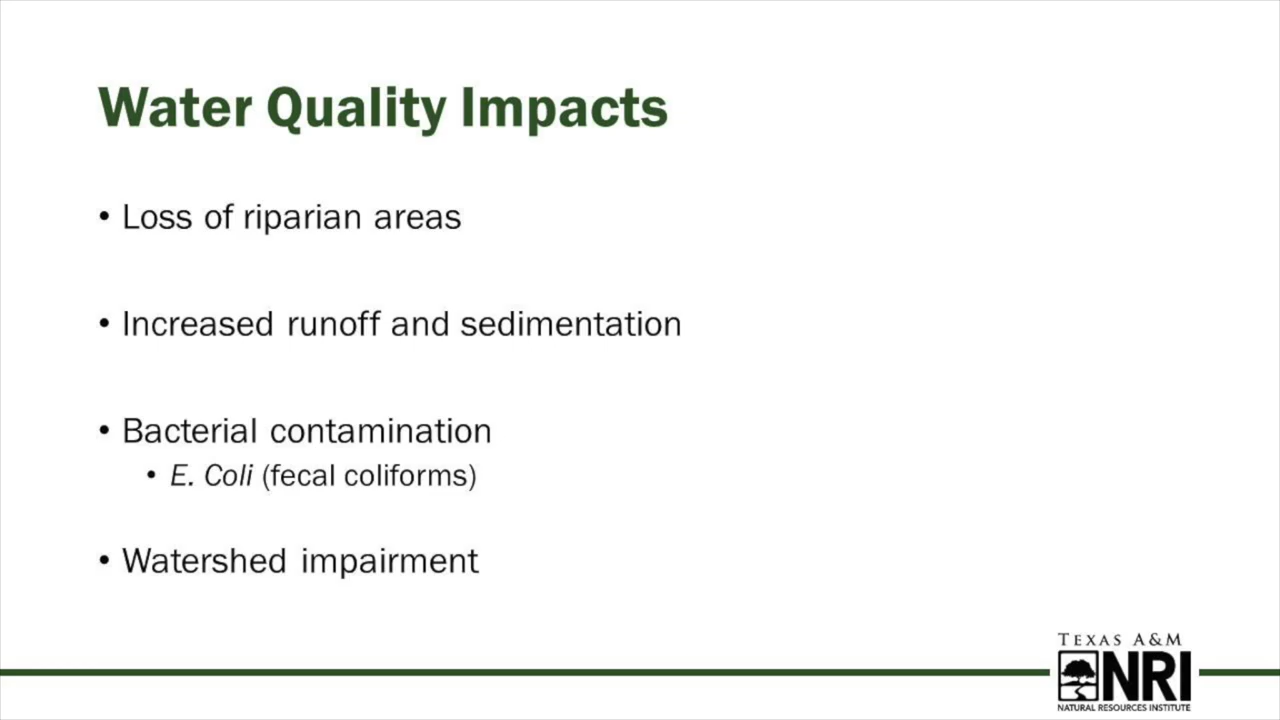 Water Quality Impacts
• Loss of riparian areas
• Increased runoff and sedimentation
• Bacterial contamination
• E. Coli (fecal coliforms)
• Watershed impairment
TEXAS A&M
NRI
NATURAL RESOURCES INSTITUTE